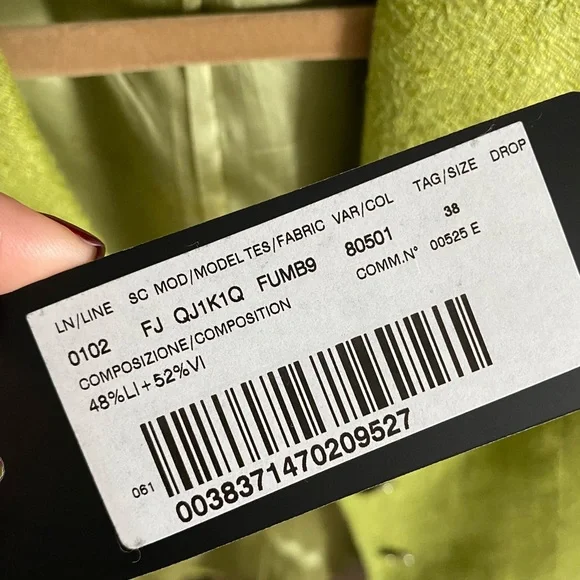 LN/LINE SC MOD/MODEL TES/FABRIC VAR/COL TAG/SIZE DROP
0102 FJ QJ1K1Q FUMB9 80501 38
COMPOSIZIONE/COMPOSITION COMM.N° 00525 E
48%LI+52%VI
061
0038371470209527